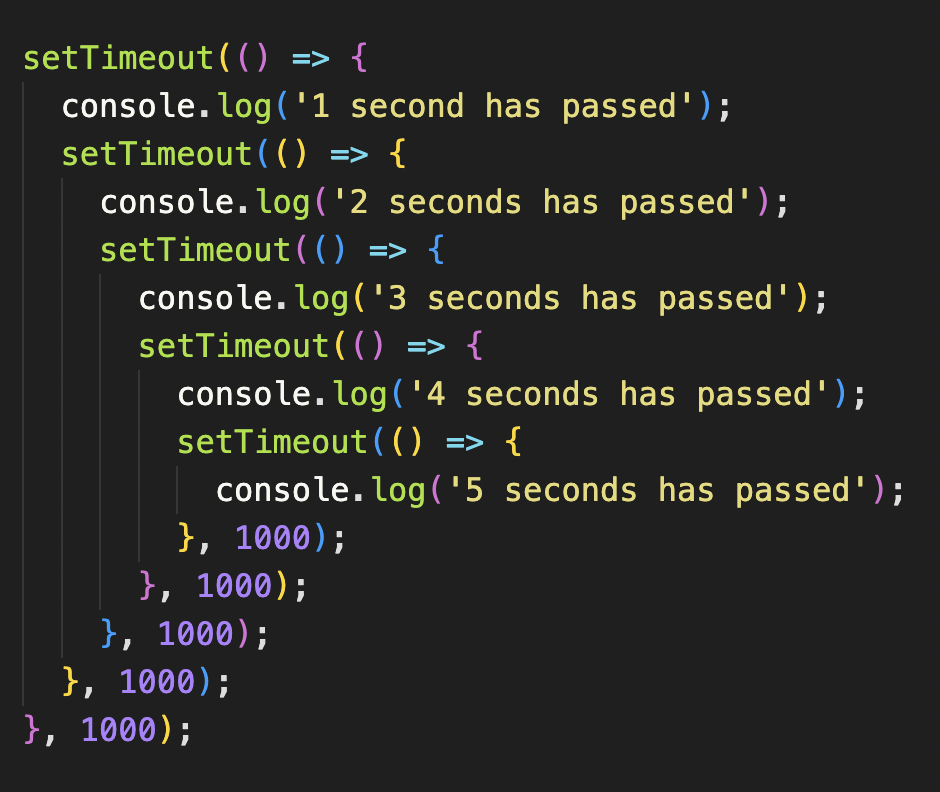 setTimeout(() => {
  console.log('1 second has passed');
  setTimeout(() => {
    console.log('2 seconds has passed');
    setTimeout(() => {
      console.log('3 seconds has passed');
      setTimeout(() => {
        console.log('4 seconds has passed');
        setTimeout(() => {
          console.log('5 seconds has passed');
        }, 1000);
      }, 1000);
    }, 1000);
  }, 1000);
}, 1000);